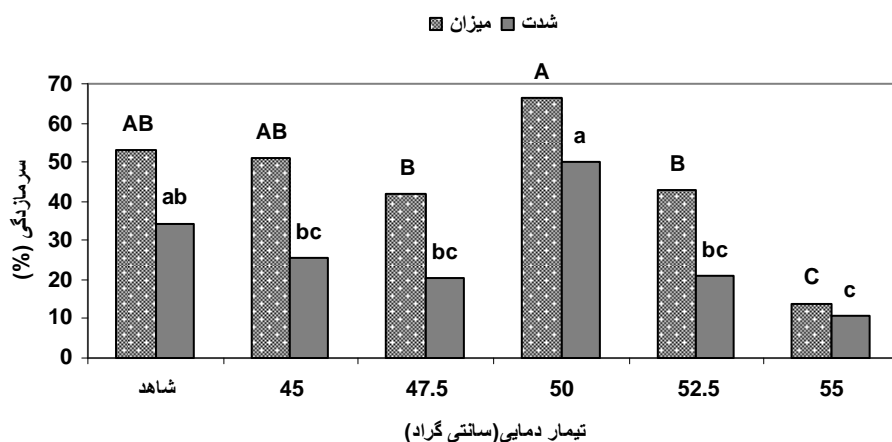 میزان شدت
70
60
50
40
30
20
10
0
سرمازدگی (%)
AB
ab
AB
bc
B
bc
A
a
B
bc
C
c
شاهد 45 47.5 50 52.5 55
تیمار دمایی(سانتی گراد)